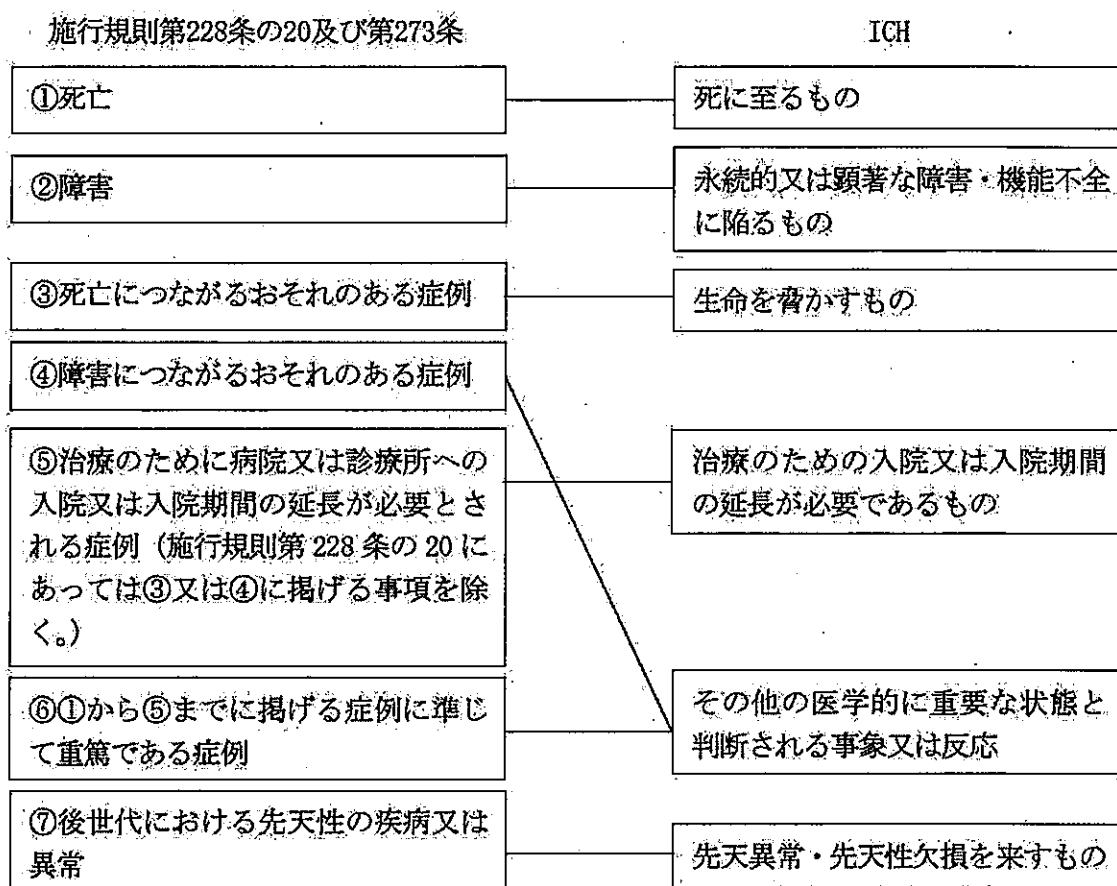 施行規則第228条の20及び第273条
ICH
①死亡
死に至るもの
②障害
永続的又は顕著な障害・機能不全
に陥るもの
③死亡につながるおそれのある症例
生命を脅かすもの
④障害につながるおそれのある症例
⑤治療のために病院又は診療所への
入院又は入院期間の延長が必要とさ
れる症例(施行規則第 228 条の 20 に
あっては③又は④に掲げる事項を除
く。)
治療のための入院又は入院期間
の延長が必要であるもの
⑥①から⑤までに掲げる症例に準じ
て重篤である症例
その他の医学的に重要な状態と
判断される事象又は反応
⑦後世代における先天性の疾病又は
異常
先天異常・先天性欠損を来すもの